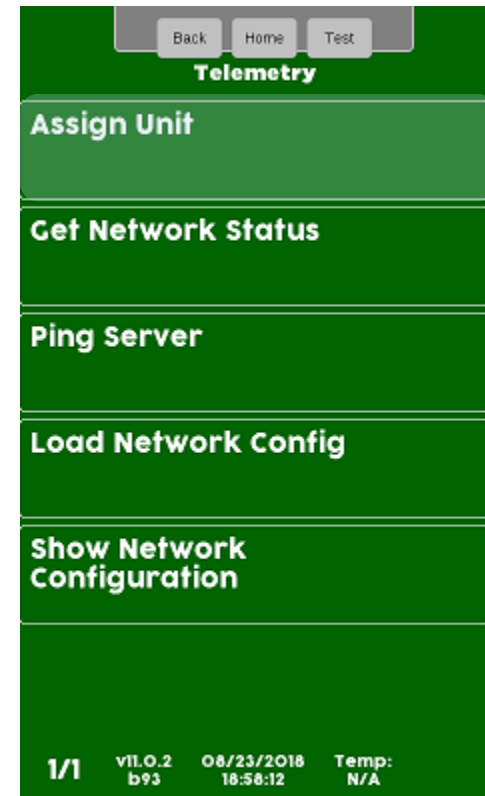 Back Home Test
Telemetry
Assign Unit
Get Network Status
Ping Server
Load Network Config
Show Network
Configuration
1/1 v11.0.2 08/23/2018 Temp:
b93 18:58:12 N/A